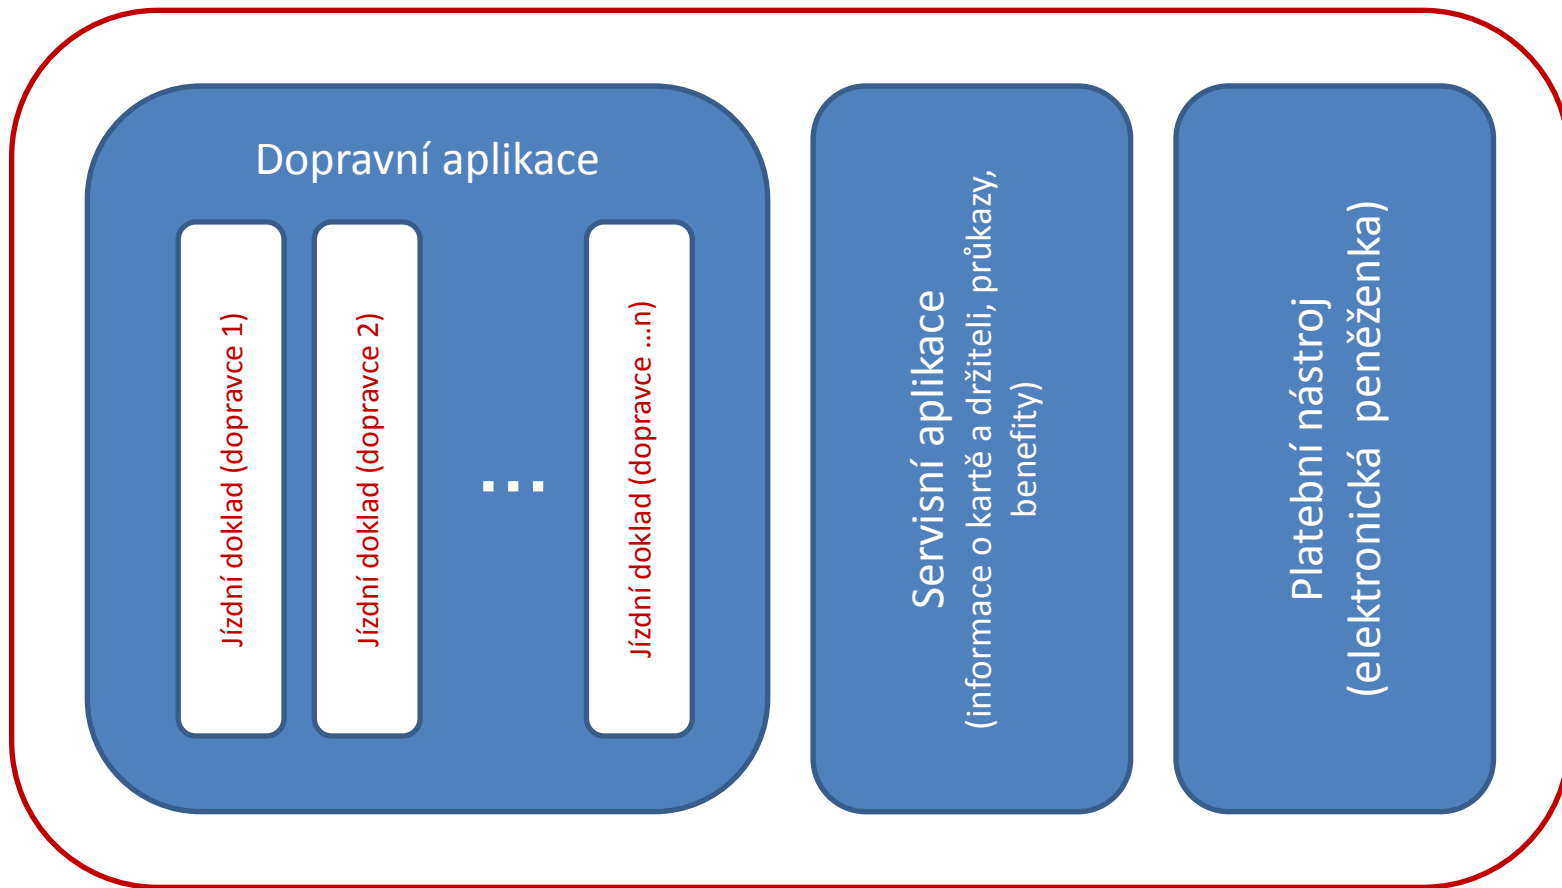 Dopravní aplikace
Jízdní doklad (dopravce 1)
Jízdní doklad (dopravce 2)
...
Jízdní doklad (dopravce ...n)
Servisní aplikace
(informace o kartě a držiteli, průkazy,
benefity)
Platební nástroj
(elektronická peněženka)